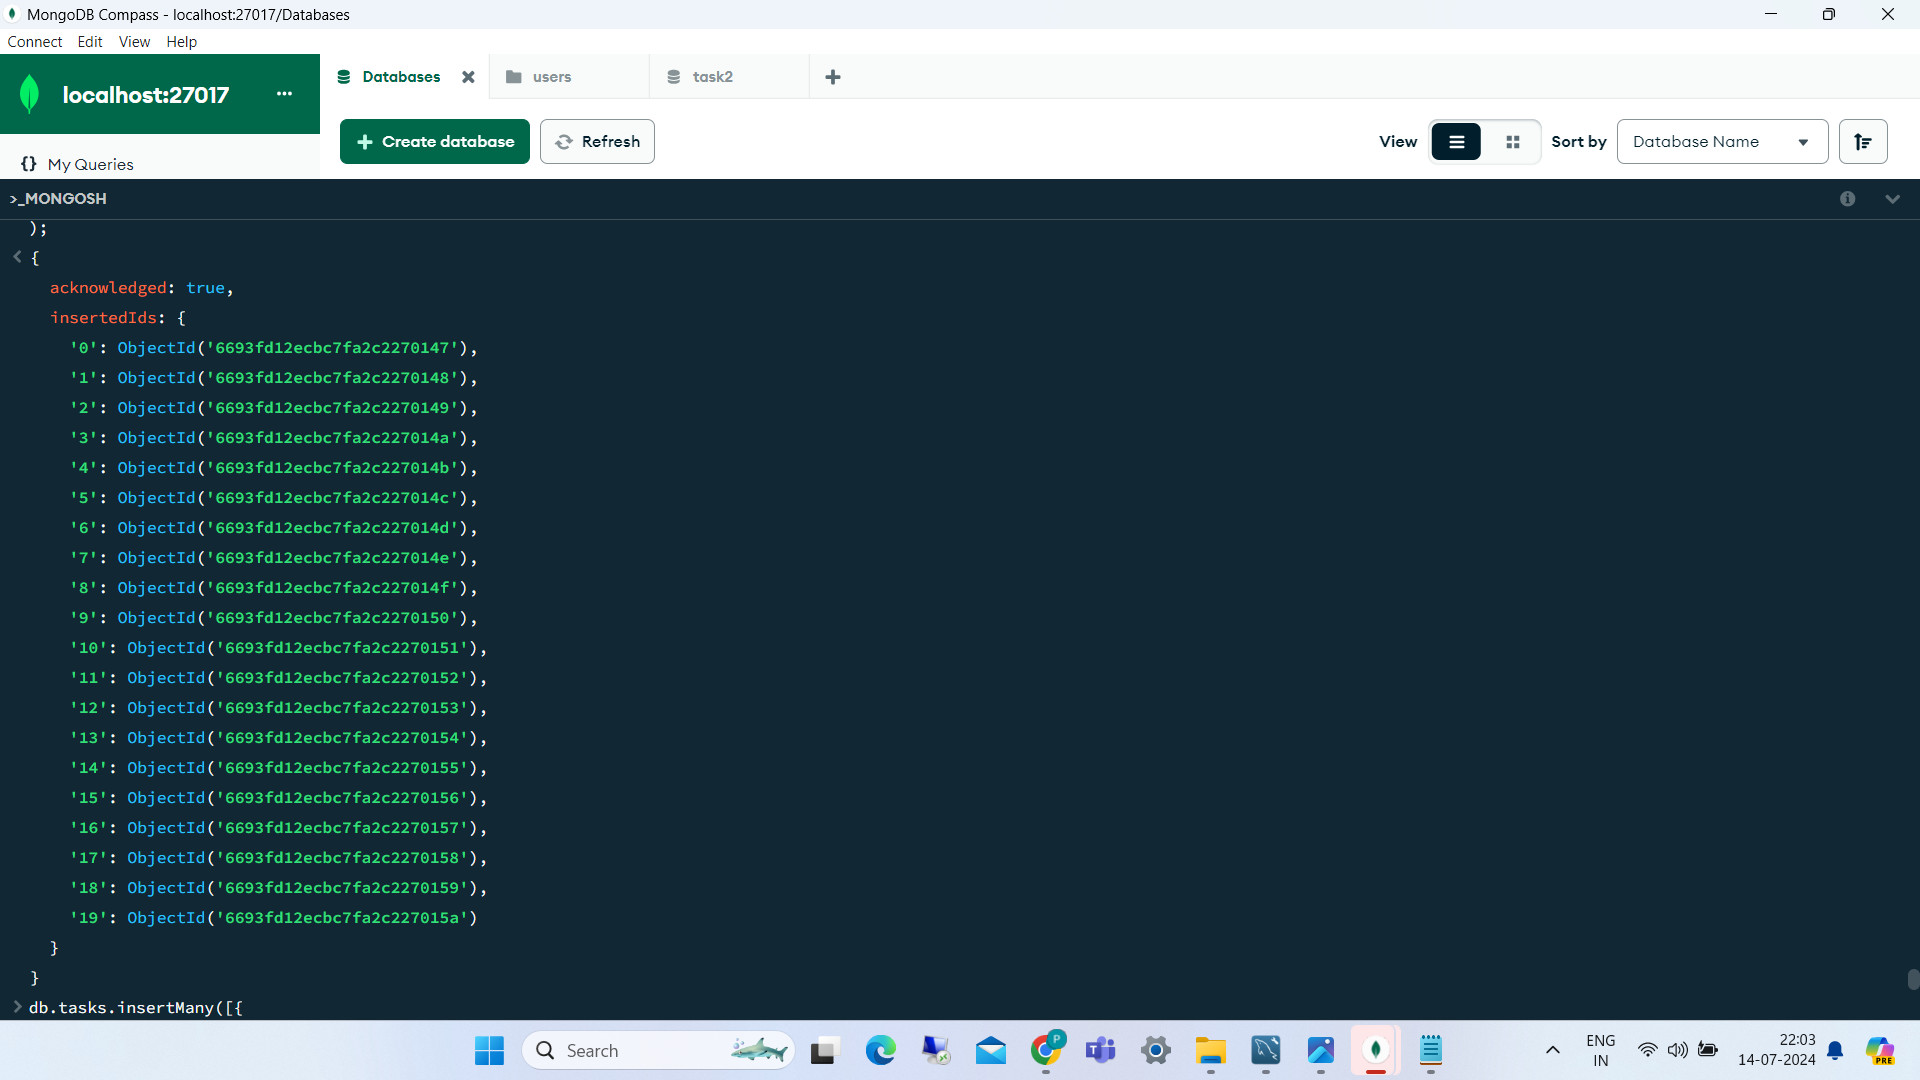 MongoDB Compass - localhost:27017/Databases
Connect Edit View Help
localhost:27017 ...
Databases users task2
Create database Refresh View Sort by Database Name
{} My Queries
>_MONGOSH
);
{
acknowledged: true,
insertedIds: {
'0': ObjectId('6693fd12ecbc7fa2c2270147'),
'1': ObjectId('6693fd12ecbc7fa2c2270148'),
'2': ObjectId('6693fd12ecbc7fa2c2270149'),
'3': ObjectId('6693fd12ecbc7fa2c227014a'),
'4': ObjectId('6693fd12ecbc7fa2c227014b'),
'5': ObjectId('6693fd12ecbc7fa2c227014c'),
'6': ObjectId('6693fd12ecbc7fa2c227014d'),
'7': ObjectId('6693fd12ecbc7fa2c227014e'),
'8': ObjectId('6693fd12ecbc7fa2c227014f'),
'9': ObjectId('6693fd12ecbc7fa2c2270150'),
'10': ObjectId('6693fd12ecbc7fa2c2270151'),
'11': ObjectId('6693fd12ecbc7fa2c2270152'),
'12': ObjectId('6693fd12ecbc7fa2c2270153'),
'13': ObjectId('6693fd12ecbc7fa2c2270154'),
'14': ObjectId('6693fd12ecbc7fa2c2270155'),
'15': ObjectId('6693fd12ecbc7fa2c2270156'),
'16': ObjectId('6693fd12ecbc7fa2c2270157'),
'17': ObjectId('6693fd12ecbc7fa2c2270158'),
'18': ObjectId('6693fd12ecbc7fa2c2270159'),
'19': ObjectId('6693fd12ecbc7fa2c227015a')
}
}
> db.tasks.insertMany([{
Search
P
PRE
ENG
IN
22:03
14-07-2024